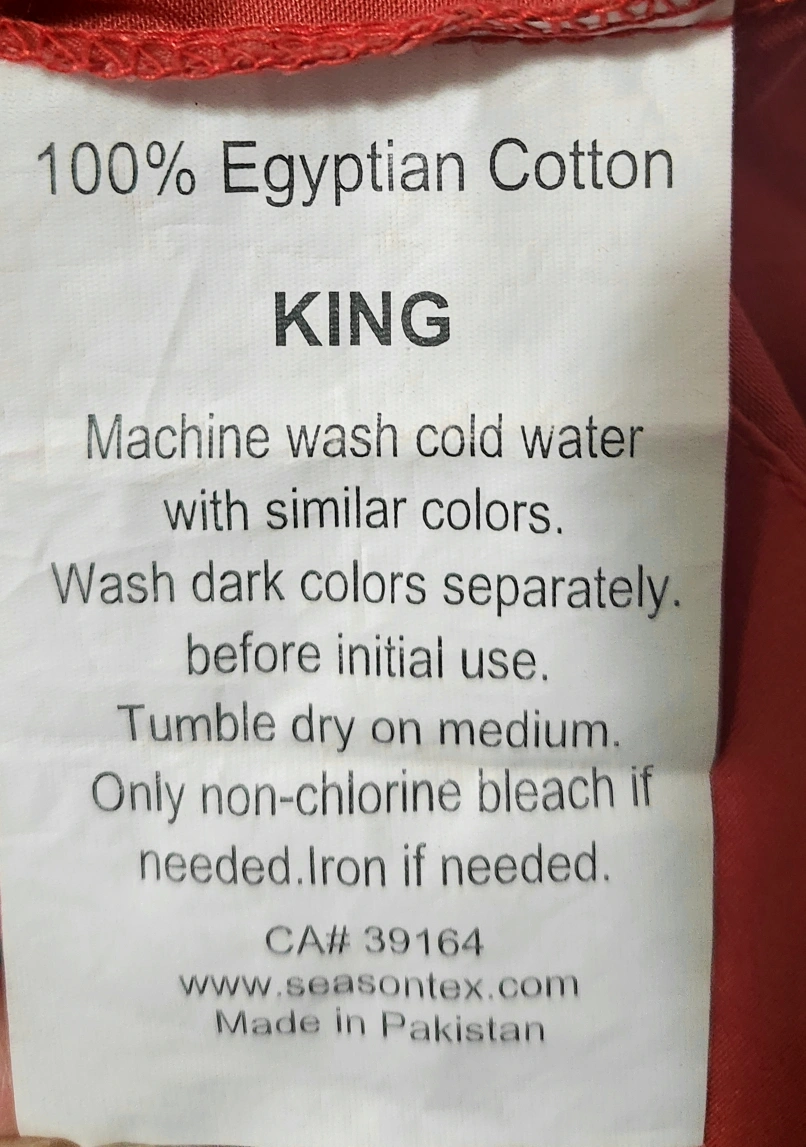 100% Egyptian Cotton
KING
Machine wash cold water
with similar colors.
Wash dark colors separately.
before initial use.
Tumble dry on medium.
Only non-chlorine bleach if
needed.Iron if needed.
CA# 39164
www.seasontex.com
Made in Pakistan